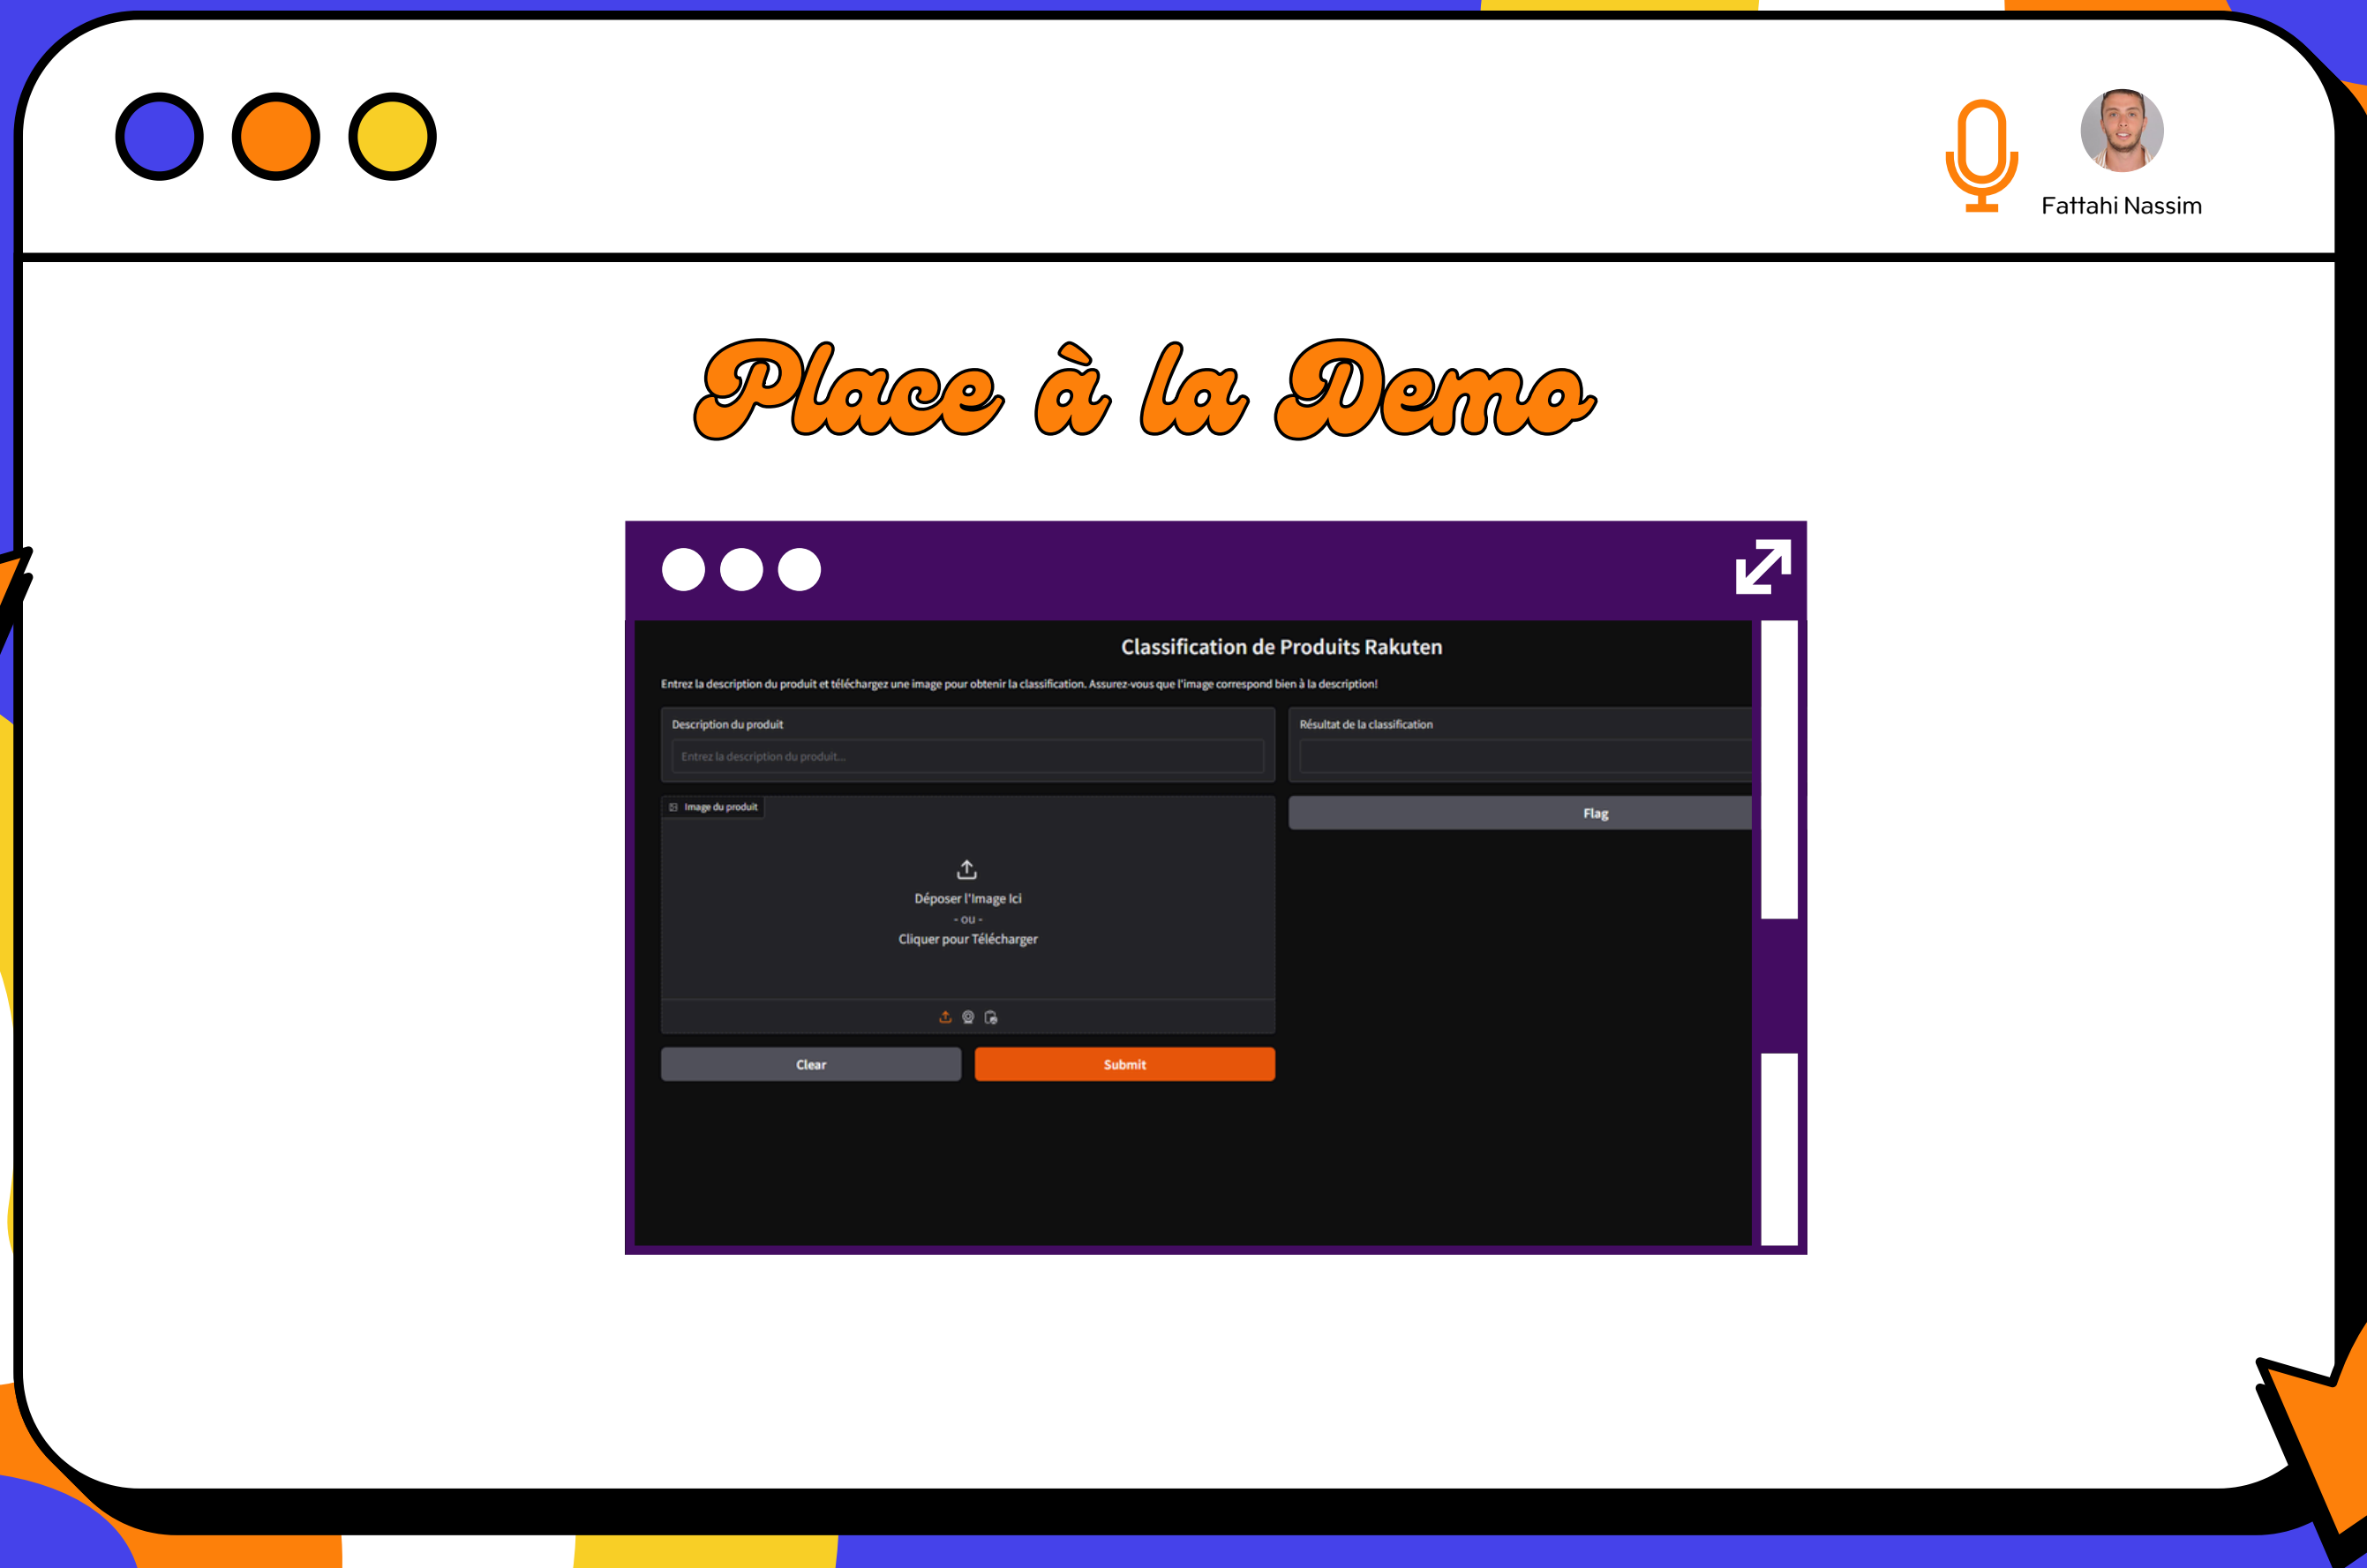 Fattahi Nassim
Place à la Demo
Classification de Produits Rakuten
Entrez la description du produit et téléchargez une image pour obtenir la classification. Assurez-vous que l'image correspond bien à la description!
Description du produit
Entrez la description du produit...
Résultat de la classification
Image du produit
Flag
Déposer l'Image Ici
- ou -
Cliquer pour Télécharger
Clear
Submit